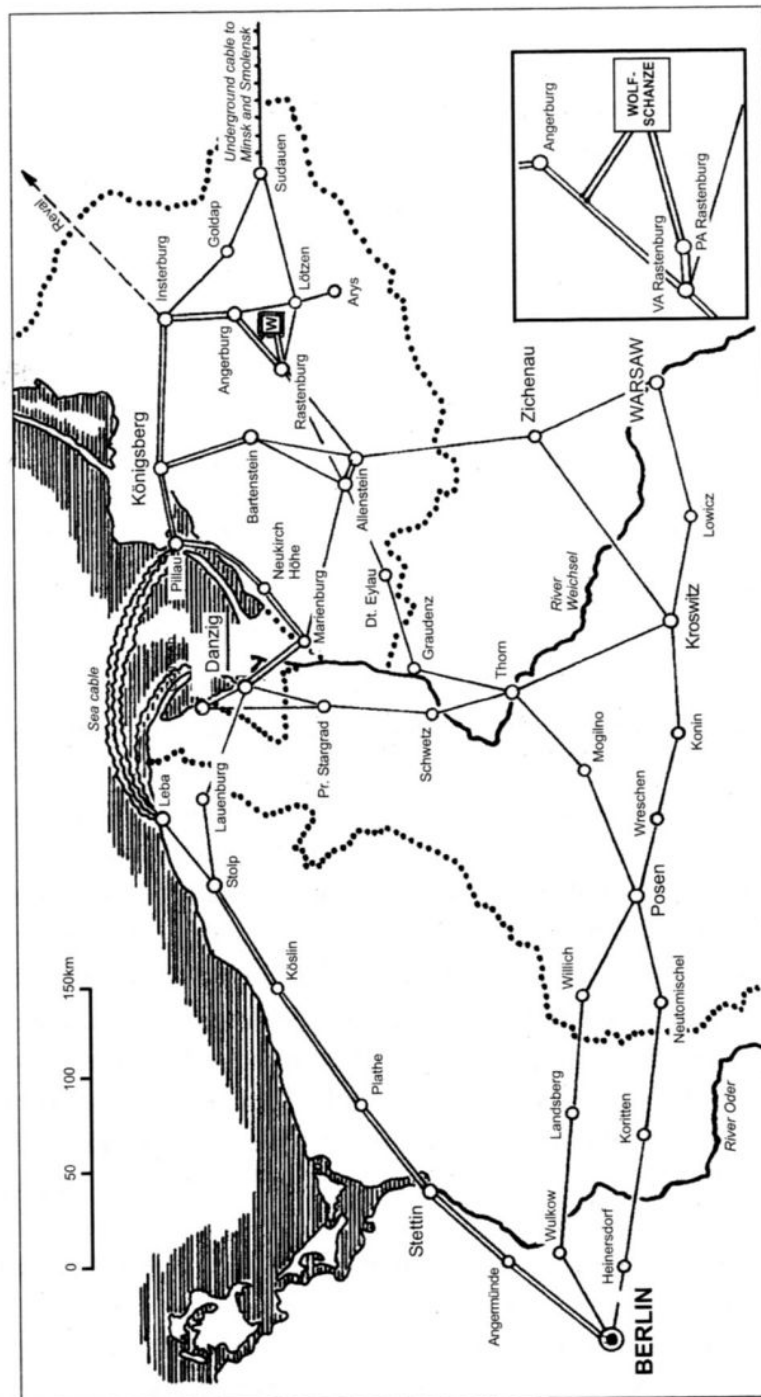 0
50
100
150km
Sea cable
Reval
Underground cable to
Minsk and Smolensk
Leba
Pillau
Königsberg
Insterburg
Goldap
Sudauen
Angerburg
W
Lötzen
Arys
Rastenburg
Bartenstein
Allenstein
Neukirch
Höhe
Marienburg
Danzig
Lauenburg
Stolp
Köslin
Plathe
Stettin
Angermünde
BERLIN
Pr. Stargrad
Schwetz
Dt. Eylau
Graudenz
Thorn
Mogilno
River
Weichsel
Zichenau
WARSAW
Lowicz
Kroswitz
Konin
Wreschen
Posen
Willich
Neutomischel
Landsberg
Koritten
Wulkow
Heinersdorf
River Oder
Angerburg
WOLF-
SCHANZE
VA Rastenburg
PA Rastenburg